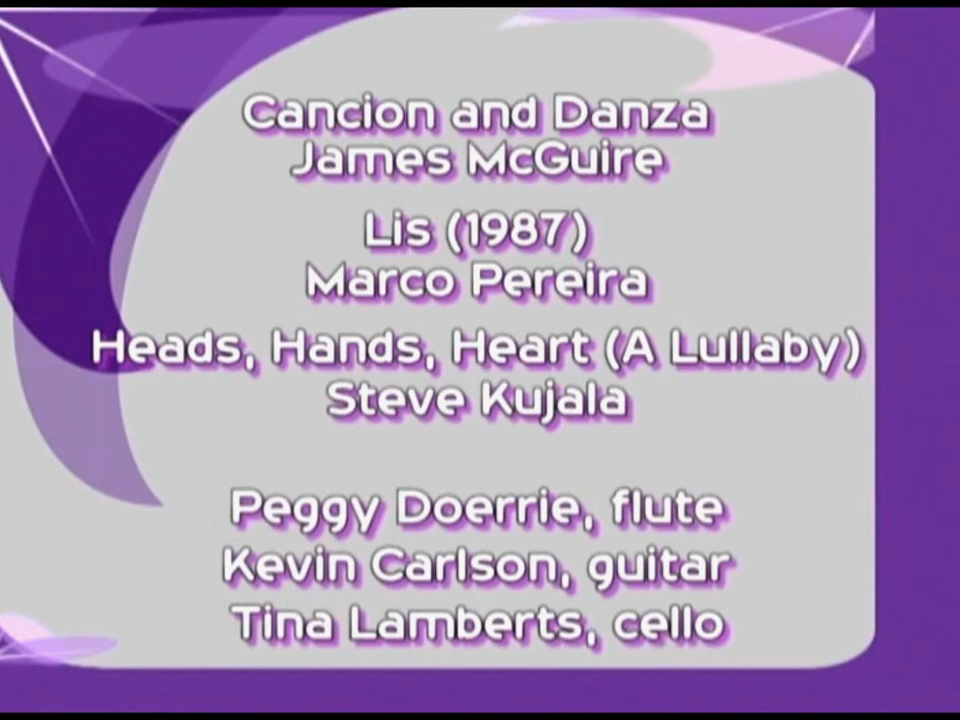 Cancion and Danza
James McGuire
Lis (1987)
Marco Pereira
Heads, Hands, Heart (A Lullaby)
Steve Kujala
Peggy Doerrie, flute
Kevin Carlson, guitar
Tina Lamberts, cello